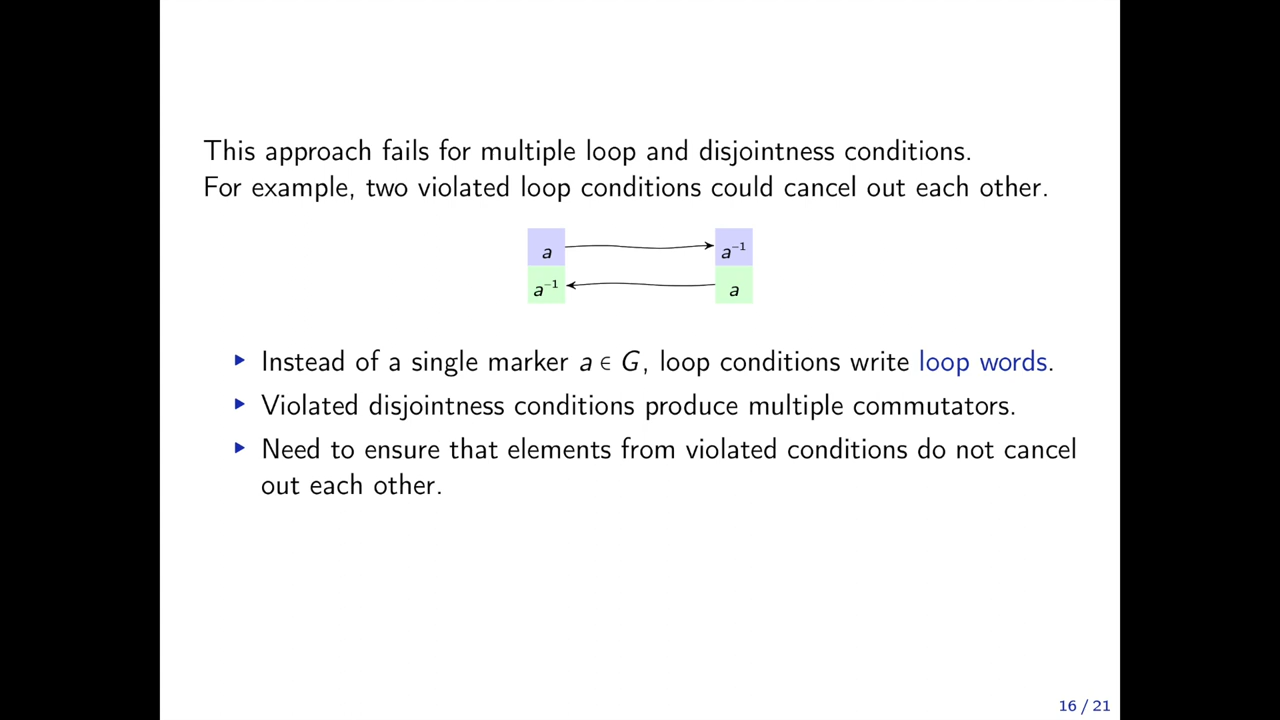 This approach fails for multiple loop and disjointness conditions.
For example, two violated loop conditions could cancel out each other.
a a⁻¹
a⁻¹ a
▸ Instead of a single marker a ∈ G, loop conditions write loop words.
▸ Violated disjointness conditions produce multiple commutators.
▸ Need to ensure that elements from violated conditions do not cancel
out each other.
16 / 21